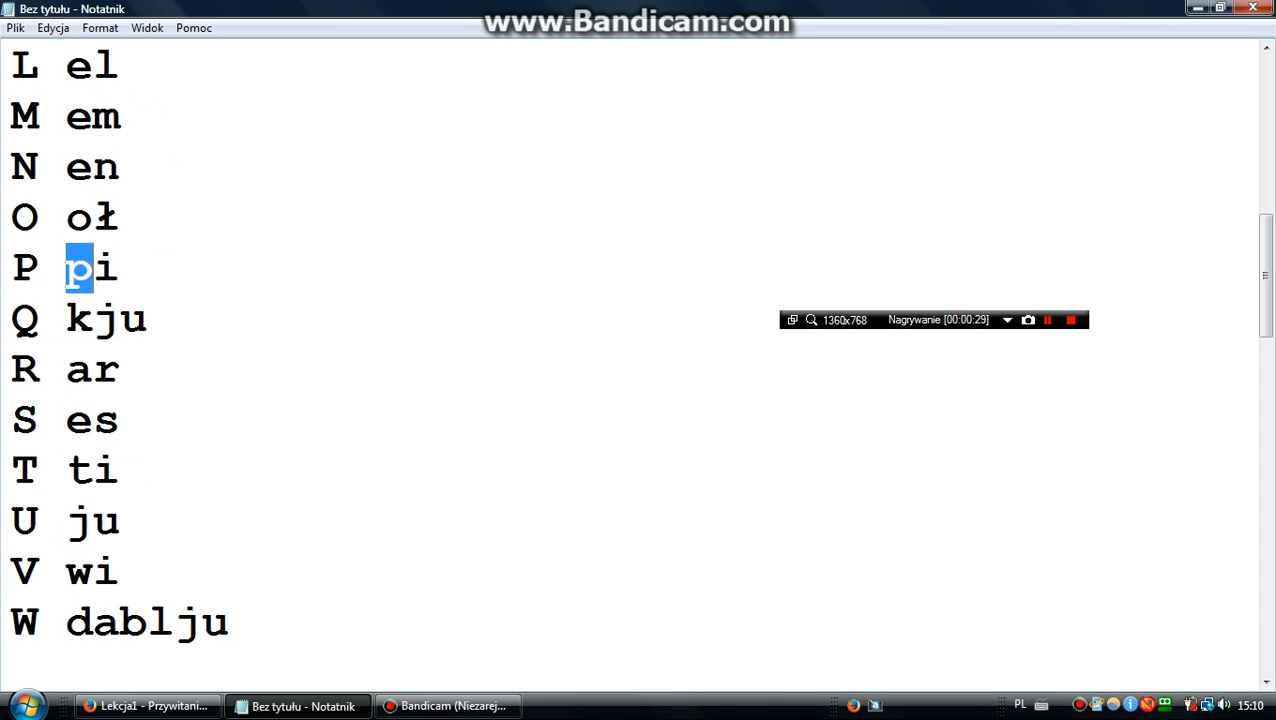 Bez tytułu - Notatnik
www.Bandicam.com
Plik Edycja Format Widok Pomoc
L el
M em
N en
O oł
P pi
Q kju
1360x768 Nagrywanie [00:00:29]
R ar
S es
T ti
U ju
V wi
W dablju
Lekcja1 - Przywitani... Bez tytułu - Notatnik Bandicam (Niezarej... PL 15:10